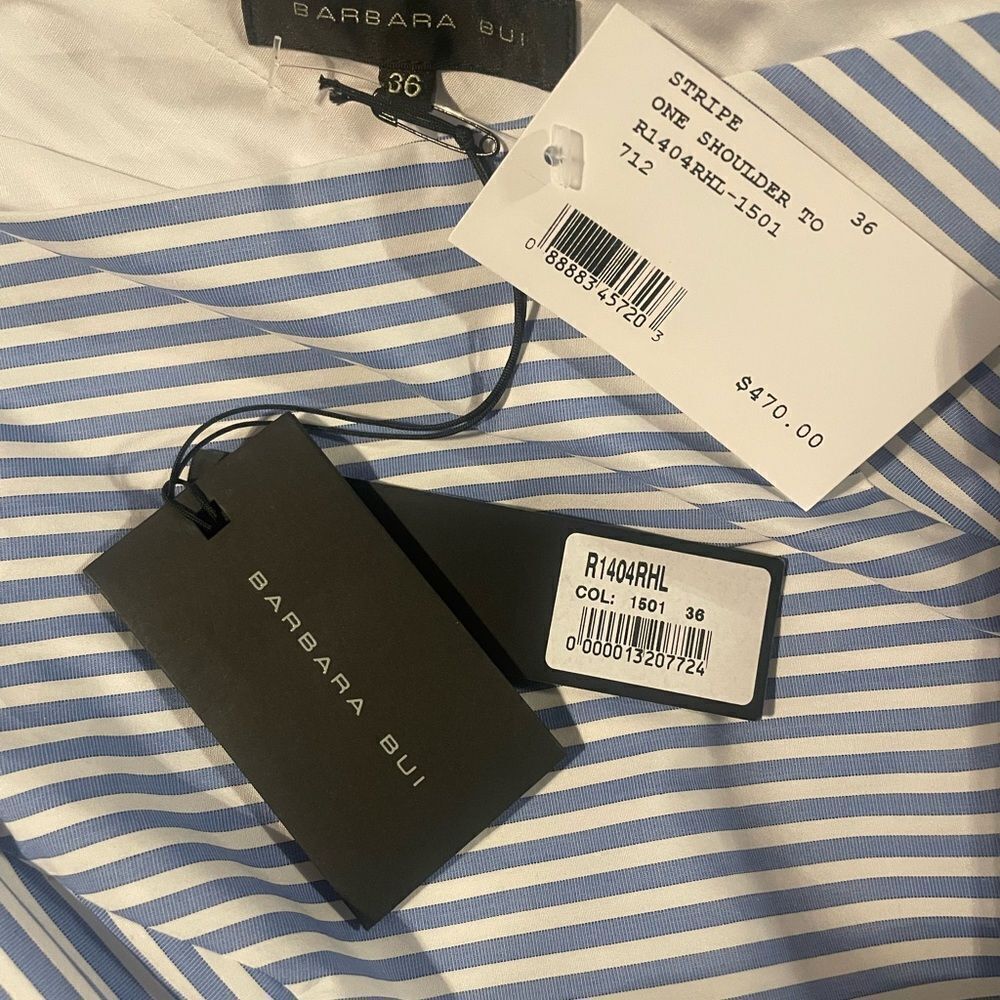 BARBARA BUI
36
STRIPE
ONE SHOULDER TO 36
R1404RHL-1501
712
0 88883 45720 3
$470.00
BARBARA BUI
R1404RHL
COL: 1501 36
0 000013207724